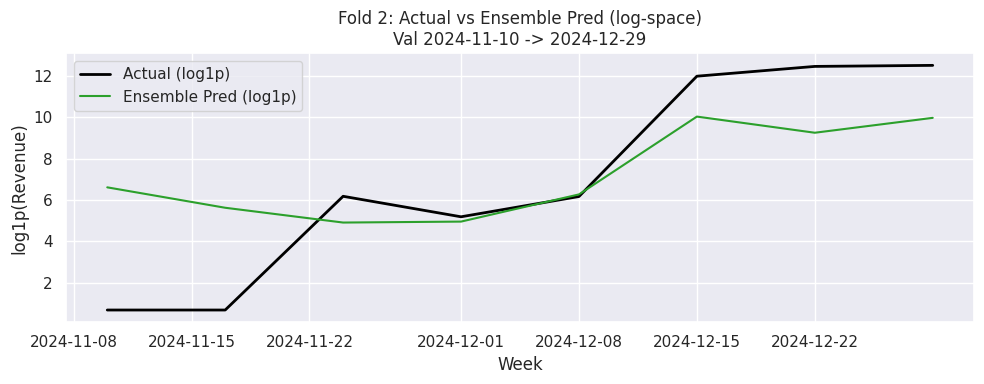 Fold 2: Actual vs Ensemble Pred (log-space)
Val 2024-11-10 -> 2024-12-29
Actual (log1p)
Ensemble Pred (log1p)
log1p(Revenue)
12
10
8
6
4
2
2024-11-08
2024-11-15
2024-11-22
2024-12-01
2024-12-08
2024-12-15
2024-12-22
Week